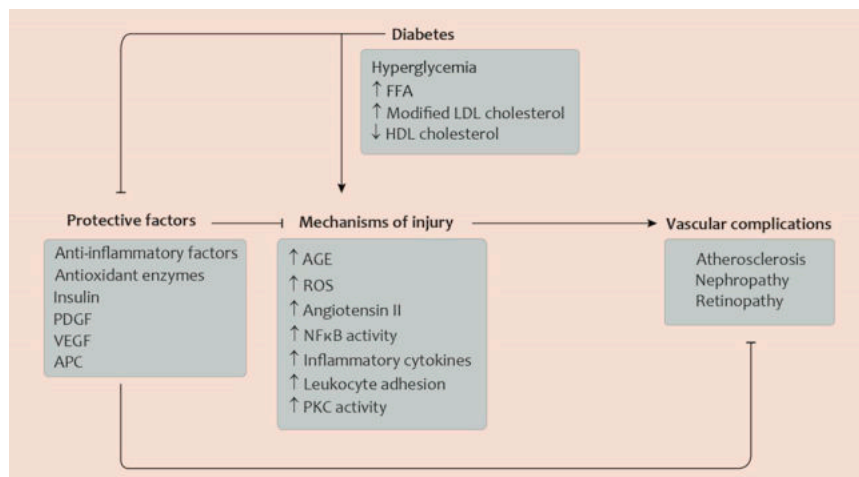 Diabetes
Hyperglycemia
↑ FFA
↑ Modified LDL cholesterol
↓ HDL cholesterol
Protective factors
Anti-inflammatory factors
Antioxidant enzymes
Insulin
PDGF
VEGF
APC
Mechanisms of injury
↑ AGE
↑ ROS
↑ Angiotensin II
↑ NFκB activity
↑ Inflammatory cytokines
↑ Leukocyte adhesion
↑ PKC activity
Vascular complications
Atherosclerosis
Nephropathy
Retinopathy